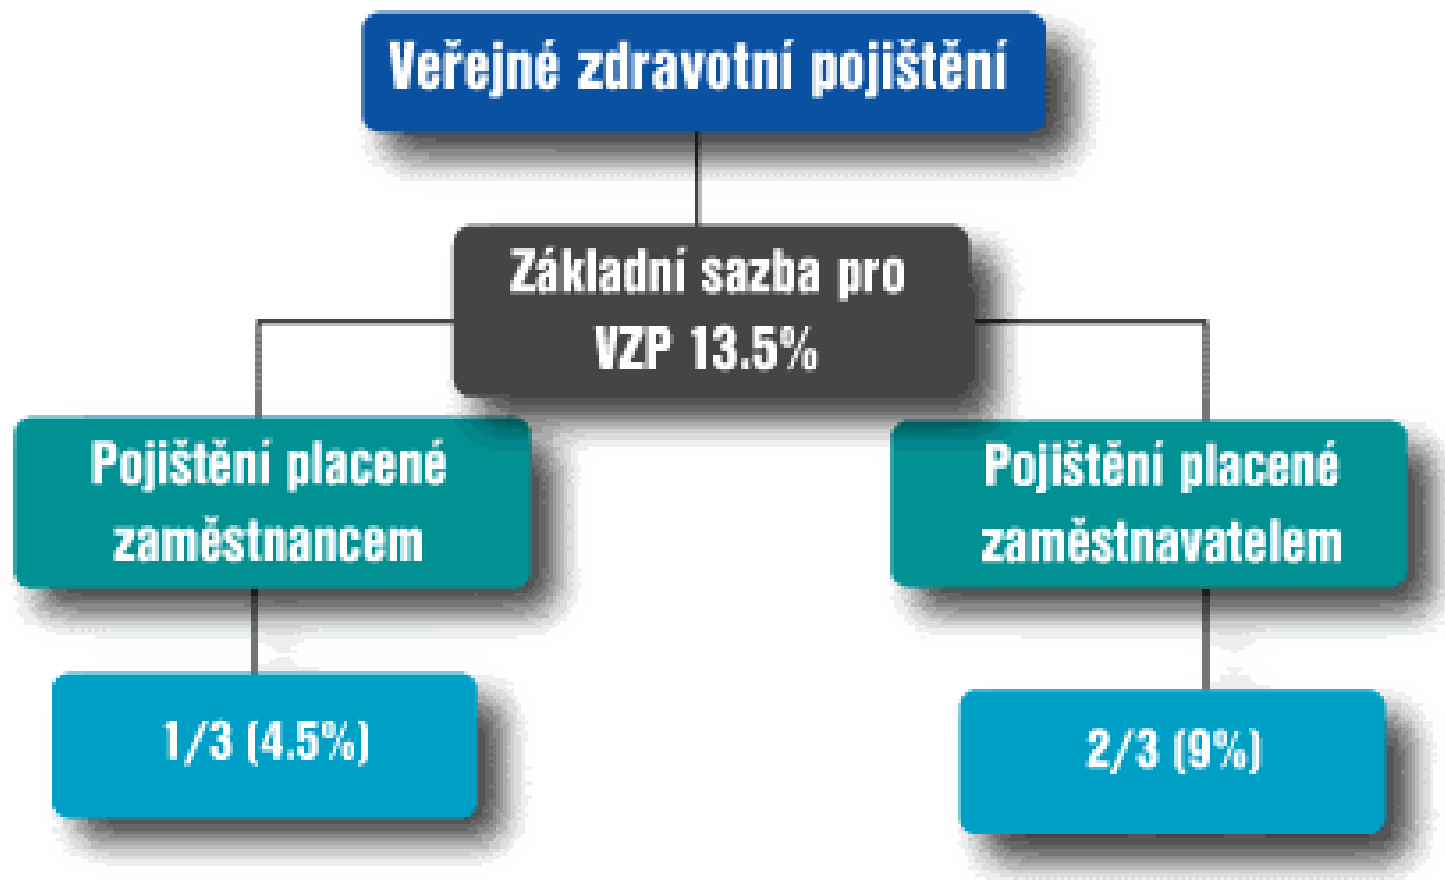 Veřejné zdravotní pojištění
Základní sazba pro
VZP 13.5%
Pojištění placené
zaměstnancem
Pojištění placené
zaměstnavatelem
1/3 (4.5%)
2/3 (9%)